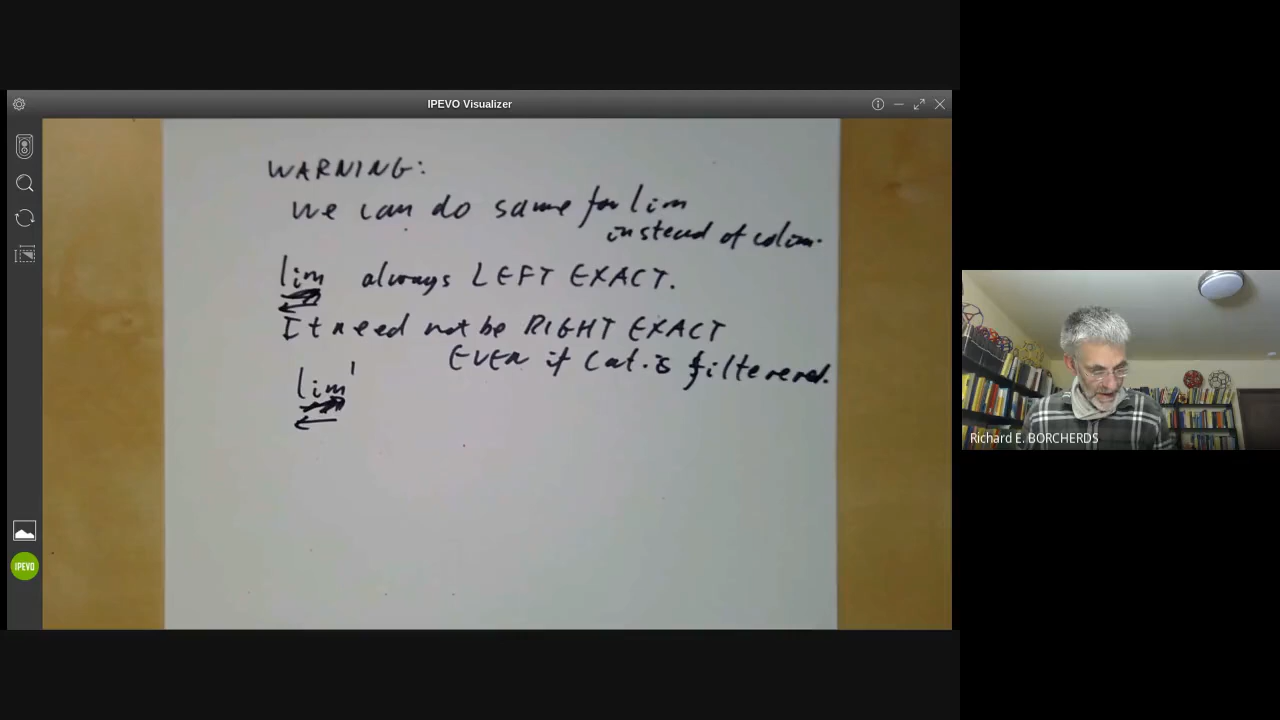 IPEVO Visualizer
WARNING:
We can do same for lim
instead of colim.
lim always LEFT EXACT.
←
It need not be RIGHT EXACT
EVEN if Cat. is filtered.
lim¹
←
IPEVO
Richard E. BORCHERDS